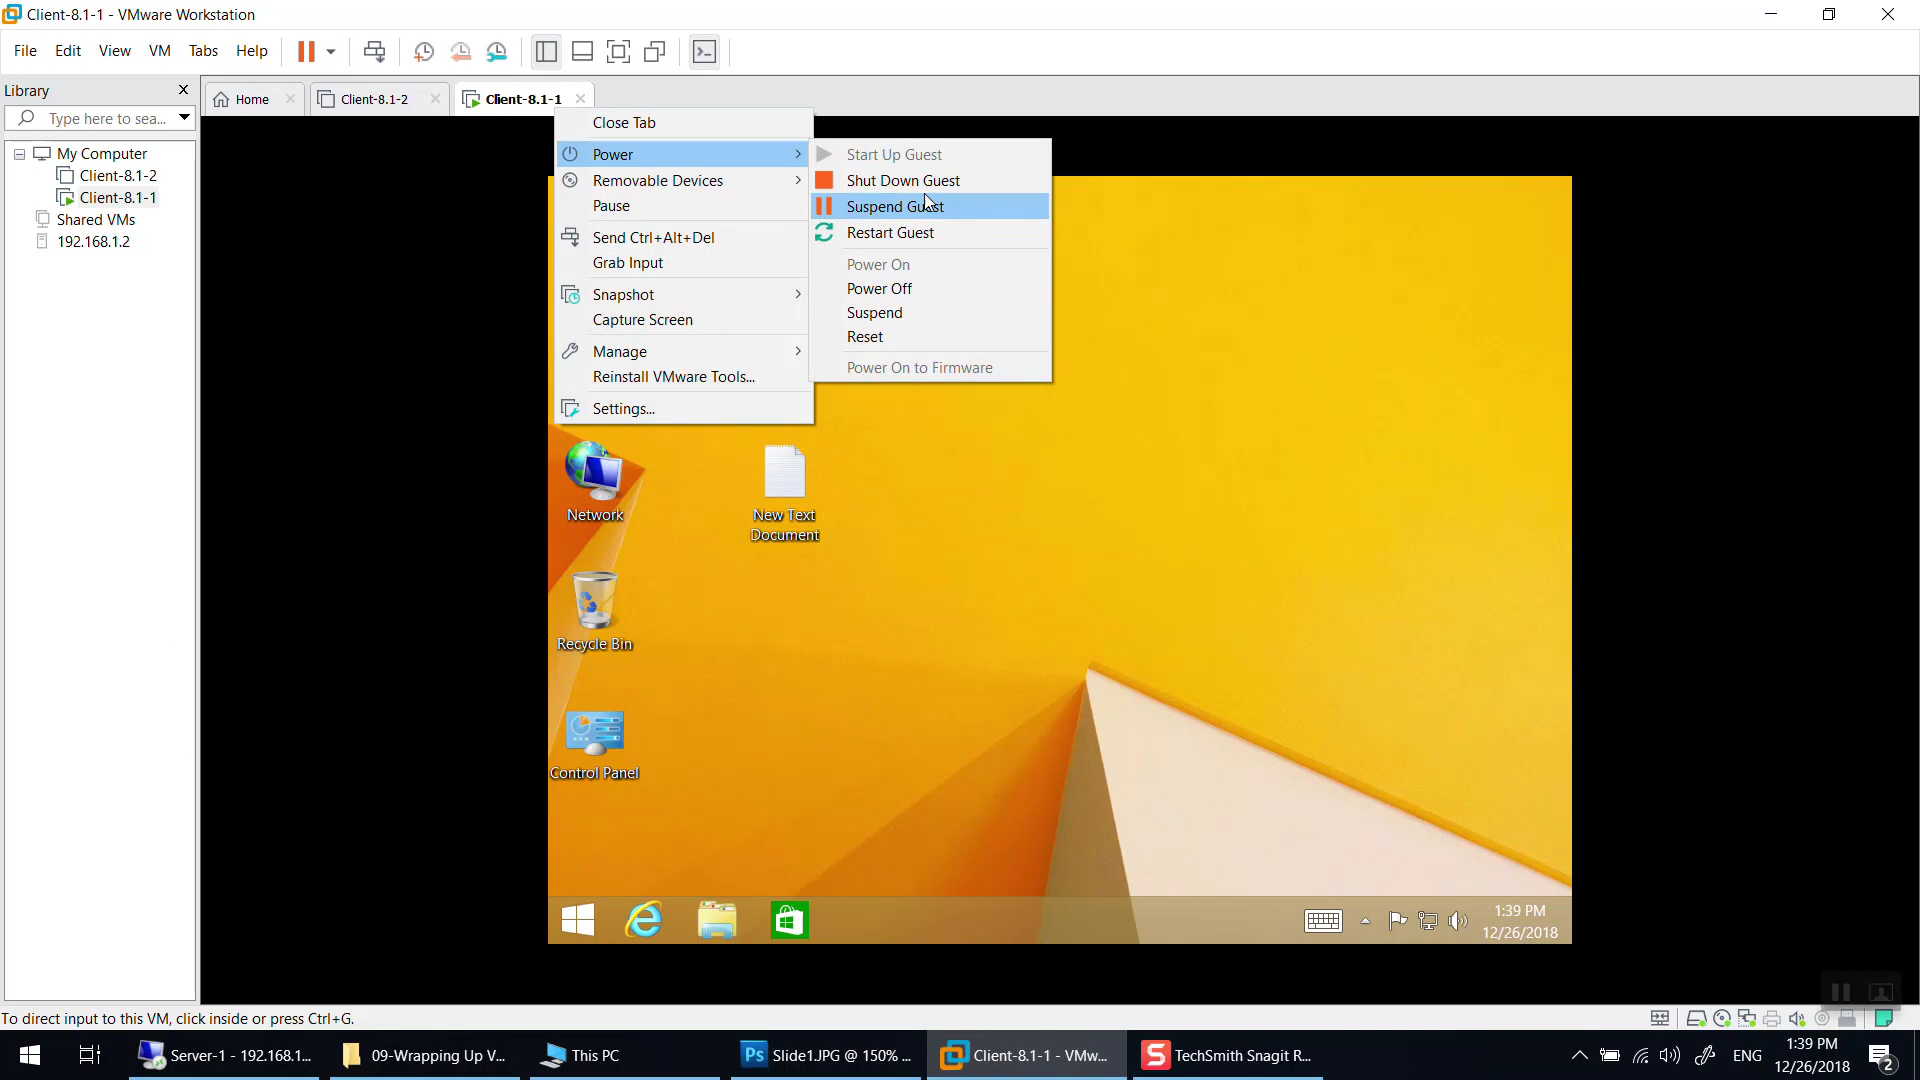 Client-8.1-1 - VMware Workstation
File Edit View VM Tabs Help
Library
Type here to sea...
My Computer
Client-8.1-2
Client-8.1-1
Shared VMs
192.168.1.2
Home
Client-8.1-2
Client-8.1-1
Close Tab
Power
Removable Devices
Pause
Send Ctrl+Alt+Del
Grab Input
Snapshot
Capture Screen
Manage
Reinstall VMware Tools...
Settings...
Start Up Guest
Shut Down Guest
Suspend Guest
Restart Guest
Power On
Power Off
Suspend
Reset
Power On to Firmware
Network
New Text
Document
Recycle Bin
Control Panel
1:39 PM
12/26/2018
To direct input to this VM, click inside or press Ctrl+G.
Server-1 - 192.168.1...
09-Wrapping Up V...
This PC
Ps
Slide1.JPG @ 150% ...
Client-8.1-1 - VMw...
S
TechSmith Snagit R...
ENG
1:39 PM
12/26/2018
2